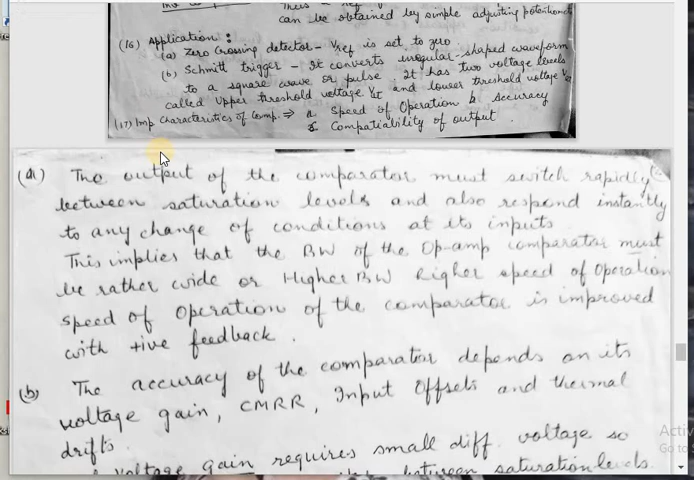 can be obtained by simple adjusting potentiomet
(16) Application :
(a) Zero Crossing detector - Vref is set to zero.
(b) Schmitt trigger - It converts irregular-shaped waveform
to a square wave or pulse. It has two voltage levels
called Upper threshold voltage VUT and lower threshold voltage V
(17) Imp Characteristics of Comp. ⇒ a. Speed of Operation b. Accuracy
c. Compatiability of output.
(a) The output of the comparator must switch rapidly
between saturation levels and also respond instantly
to any change of conditions at its inputs
This implies that the BW of the Op-amp comparator must
be rather wide or Higher BW higher speed of operation
speed of operation of the comparator is improved
with +ive feedback.
(b) The accuracy of the comparator depends on its
voltage gain, CMRR, Input Offsets and thermal
drifts.
voltage gain requires small diff. voltage so
between saturation levels.
Activ
Go to S